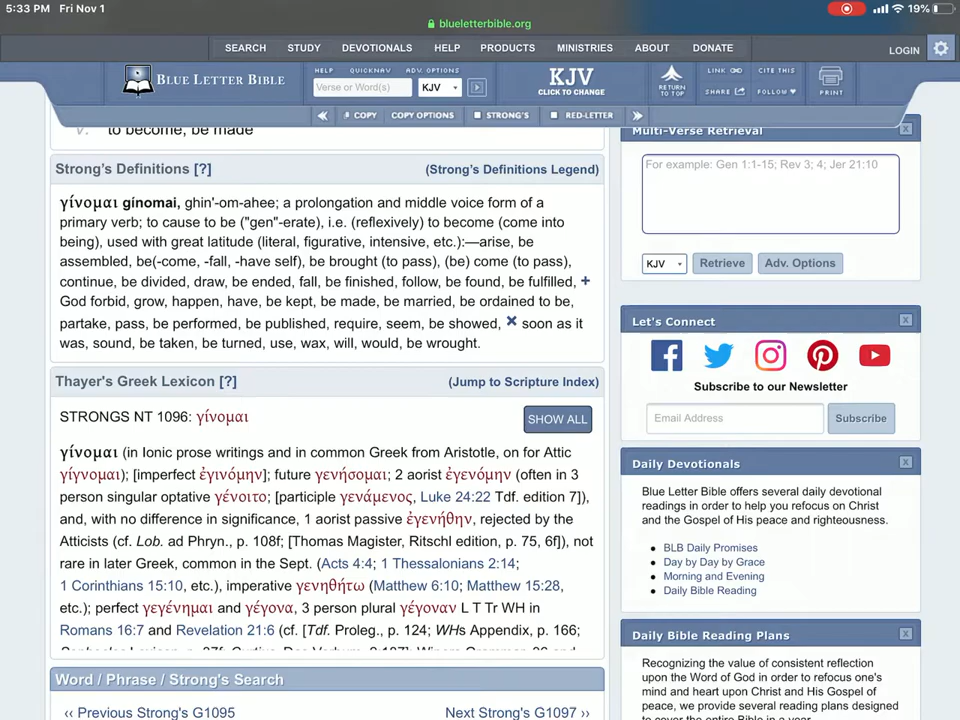 5:33 PM Fri Nov 1
19%
blueletterbible.org
SEARCH STUDY DEVOTIONALS HELP PRODUCTS MINISTRIES ABOUT DONATE
LOGIN
BLUE LETTER BIBLE
HELP QUICKNAV ADV. OPTIONS
Verse or Word(s) KJV
KJV
CLICK TO CHANGE
RETURN
TO TOP
LINK CITE THIS
SHARE FOLLOW
PRINT
COPY COPY OPTIONS STRONG'S RED-LETTER
v. to become, be made
Strong's Definitions [?] (Strong's Definitions Legend)
γίνομαι gínomai, ghin'-om-ahee; a prolongation and middle voice form of a
primary verb; to cause to be ("gen"-erate), i.e. (reflexively) to become (come into
being), used with great latitude (literal, figurative, intensive, etc.):—arise, be
assembled, be(-come, -fall, -have self), be brought (to pass), (be) come (to pass),
continue, be divided, draw, be ended, fall, be finished, follow, be found, be fulfilled, +
God forbid, grow, happen, have, be kept, be made, be married, be ordained to be,
partake, pass, be performed, be published, require, seem, be showed, × soon as it
was, sound, be taken, be turned, use, wax, will, would, be wrought.
Thayer's Greek Lexicon [?] (Jump to Scripture Index)
STRONGS NT 1096: γίνομαι
SHOW ALL
γίνομαι (in Ionic prose writings and in common Greek from Aristotle, on for Attic
γίγνομαι); [imperfect ἐγινόμην]; future γενήσομαι; 2 aorist ἐγενόμην (often in 3
person singular optative γένοιτο; [participle γενάμενος, Luke 24:22 Tdf. edition 7]),
and, with no difference in significance, 1 aorist passive ἐγενήθην, rejected by the
Atticists (cf. Lob. ad Phryn., p. 108f; [Thomas Magister, Ritschl edition, p. 75, 6f]), not
rare in later Greek, common in the Sept. (Acts 4:4; 1 Thessalonians 2:14;
1 Corinthians 15:10, etc.), imperative γενηθήτω (Matthew 6:10; Matthew 15:28,
etc.); perfect γεγένημαι and γέγονα, 3 person plural γέγοναν L T Tr WH in
Romans 16:7 and Revelation 21:6 (cf. [Tdf. Proleg., p. 124; WHs Appendix, p. 166;
Word / Phrase / Strong's Search
‹‹ Previous Strong's G1095 Next Strong's G1097 ››
Multi-Verse Retrieval
For example: Gen 1:1-15; Rev 3; 4; Jer 21:10
KJV Retrieve Adv. Options
Let's Connect
Subscribe to our Newsletter
Email Address Subscribe
Daily Devotionals
Blue Letter Bible offers several daily devotional
readings in order to help you refocus on Christ
and the Gospel of His peace and righteousness.
BLB Daily Promises
Day by Day by Grace
Morning and Evening
Daily Bible Reading
Daily Bible Reading Plans
Recognizing the value of consistent reflection
upon the Word of God in order to refocus one's
mind and heart upon Christ and His Gospel of
peace, we provide several reading plans designed
to cover the entire Bible in a year.